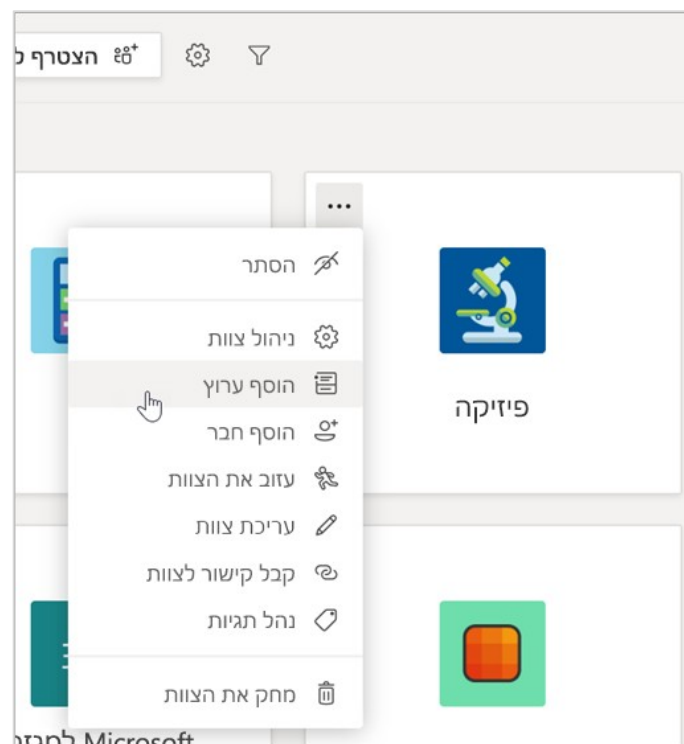 הצטרף
הסתר
ניהול צוות
הוסף ערוץ
הוסף חבר
עזוב את הצוות
עריכת צוות
קבל קישור לצוות
נהל תגיות
מחק את הצוות
פיזיקה
Microsoft